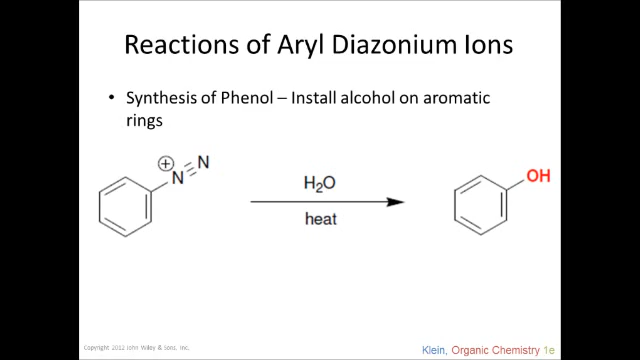 Reactions of Aryl Diazonium Ions
• Synthesis of Phenol – Install alcohol on aromatic
rings
⊕
N
N
H₂O
heat
OH
Copyright 2012 John Wiley & Sons, Inc.
Klein, Organic Chemistry 1e